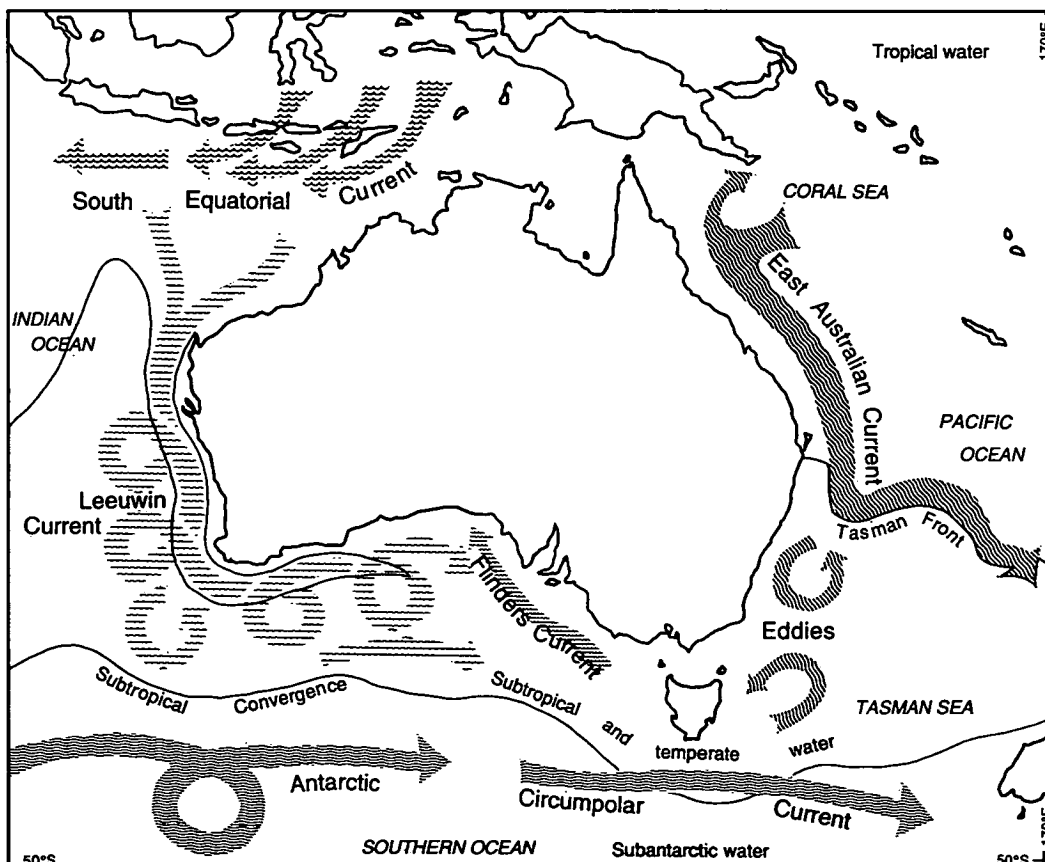 Tropical water
170°E
CORAL SEA
South Equatorial Current
East Australian Current
INDIAN
OCEAN
PACIFIC
OCEAN
Leeuwin
Current
Tasman Front
Flinders Current
Eddies
Subtropical Convergence
Subtropical and temperate water
TASMAN SEA
Antarctic Circumpolar Current
SOUTHERN OCEAN
Subantarctic water
50°S
50°S
170°E